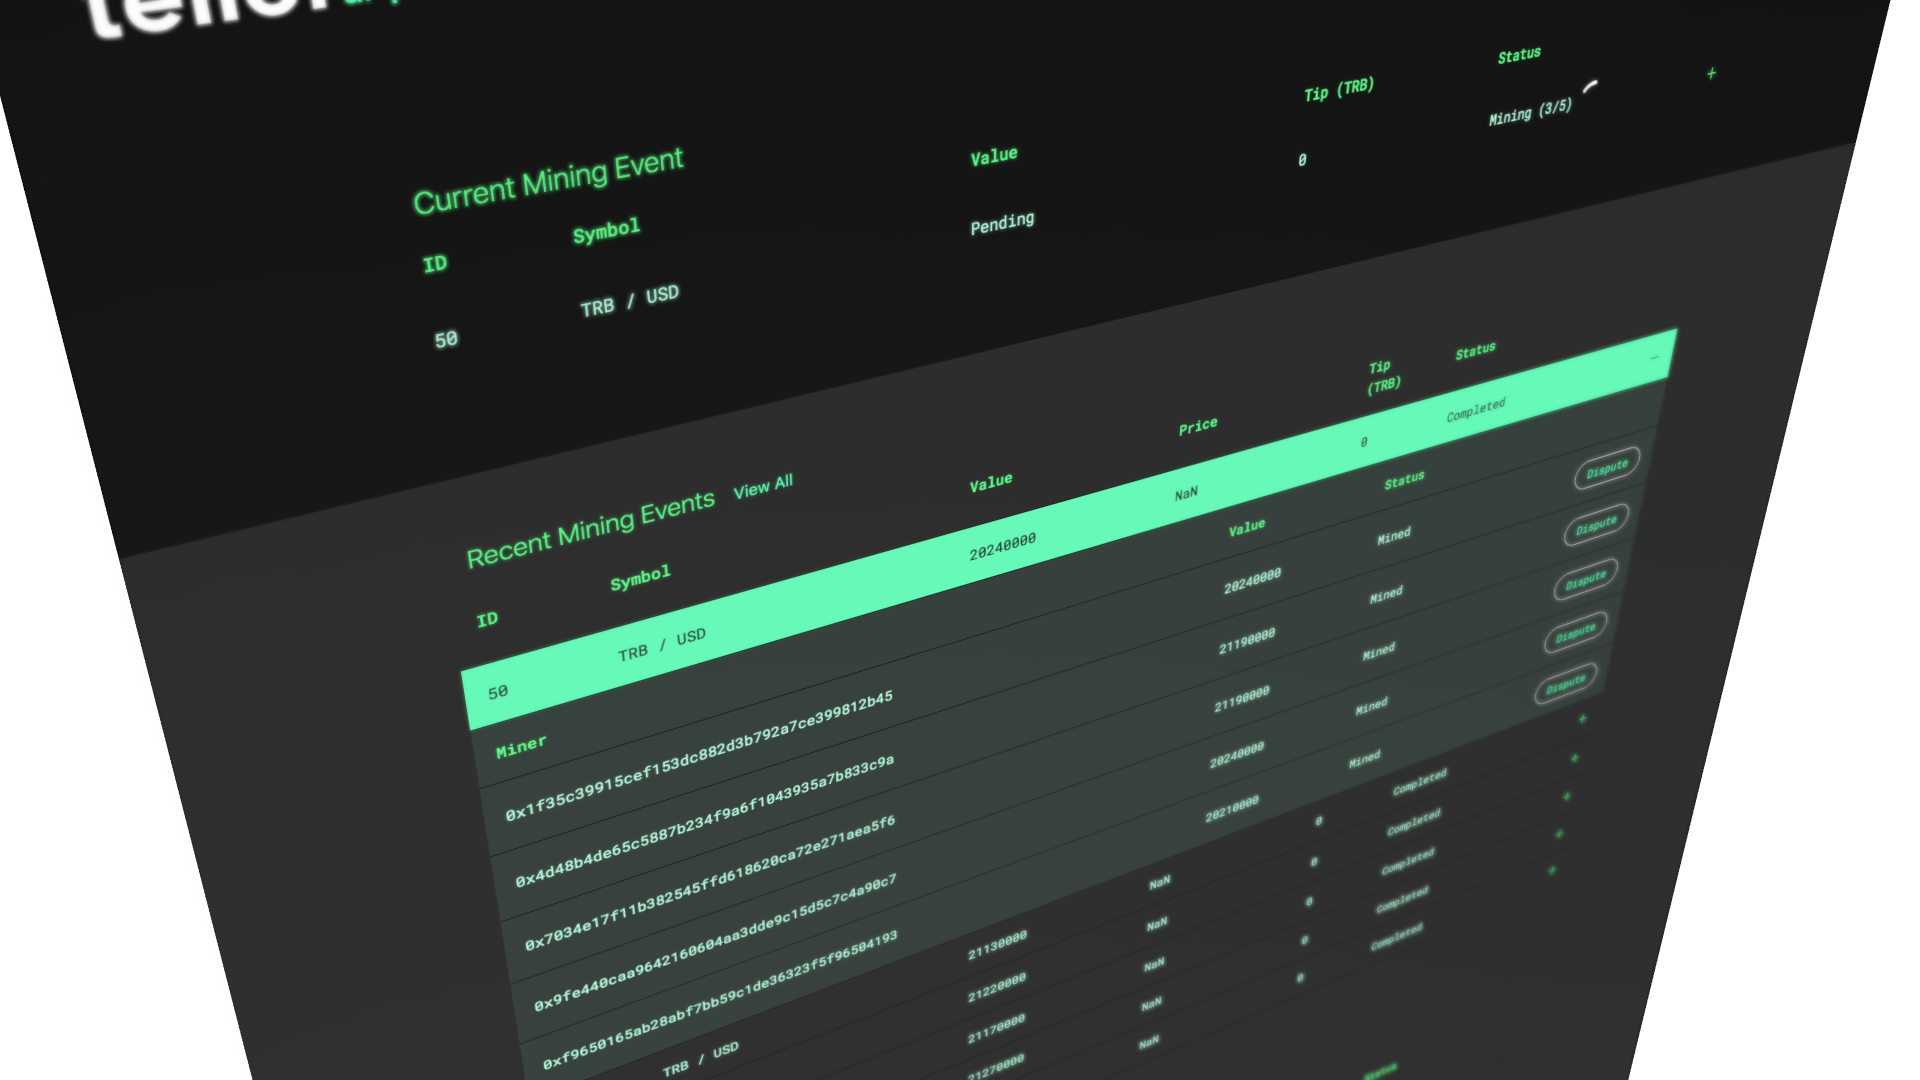 tellor
Current Mining Event
ID Symbol Value Tip (TRB) Status
50 TRB / USD Pending 0 Mining (3/5) +
Recent Mining Events View All
ID Symbol Value Price Tip (TRB) Status
50 TRB / USD 20240000 NaN 0 Completed –
Miner Value Status
0x1f35c39915cef153dc882d3b792a7ce399812b45 20240000 Mined Dispute
0x4d48b4de65c5887b234f9a6f1043935a7b833c9a 21190000 Mined Dispute
0x7034e17f11b382545ffd618620ca72e271aea5f6 21190000 Mined Dispute
0x9fe440caa9642160604aa3dde9c15d5c7c4a90c7 20240000 Mined Dispute
0xf9650165ab28abf7bb59c1de36323f5f96504193 20210000 Mined Dispute
TRB / USD 21130000 NaN 0 Completed +
21220000 NaN 0 Completed +
21170000 NaN 0 Completed +
21270000 NaN 0 Completed +
NaN 0 Completed +
Status